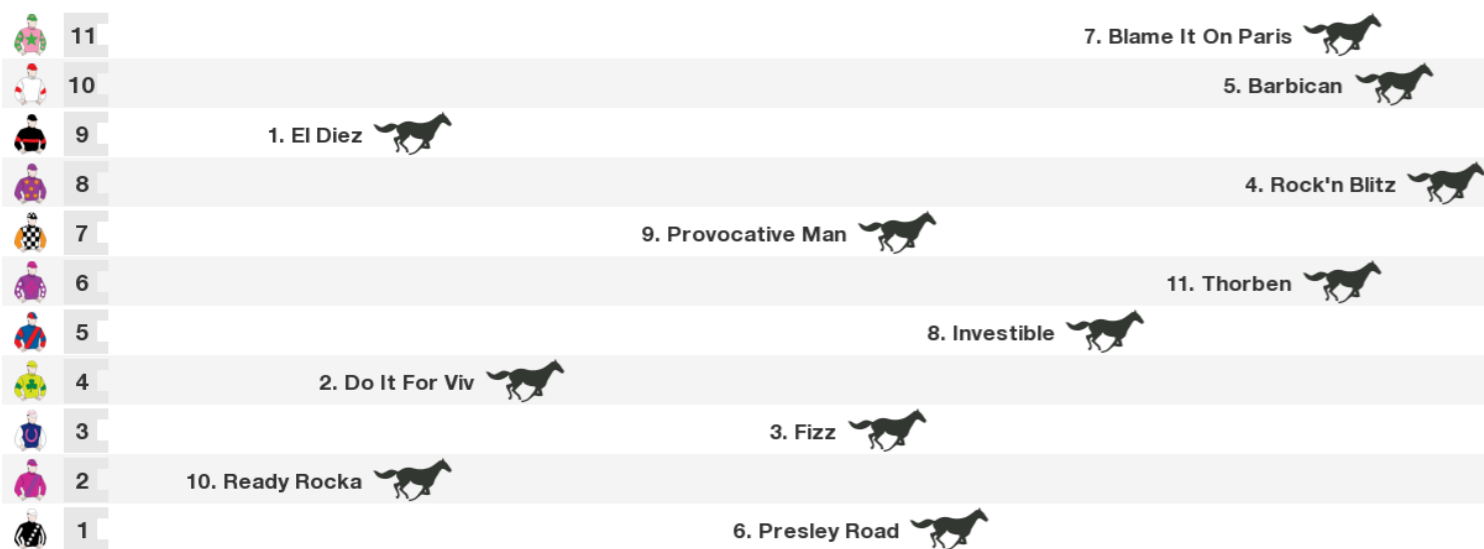 11 7. Blame It On Paris
10 5. Barbican
9 1. El Diez
8 4. Rock'n Blitz
7 9. Provocative Man
6 11. Thorben
5 8. Investible
4 2. Do It For Viv
3 3. Fizz
2 10. Ready Rocka
1 6. Presley Road